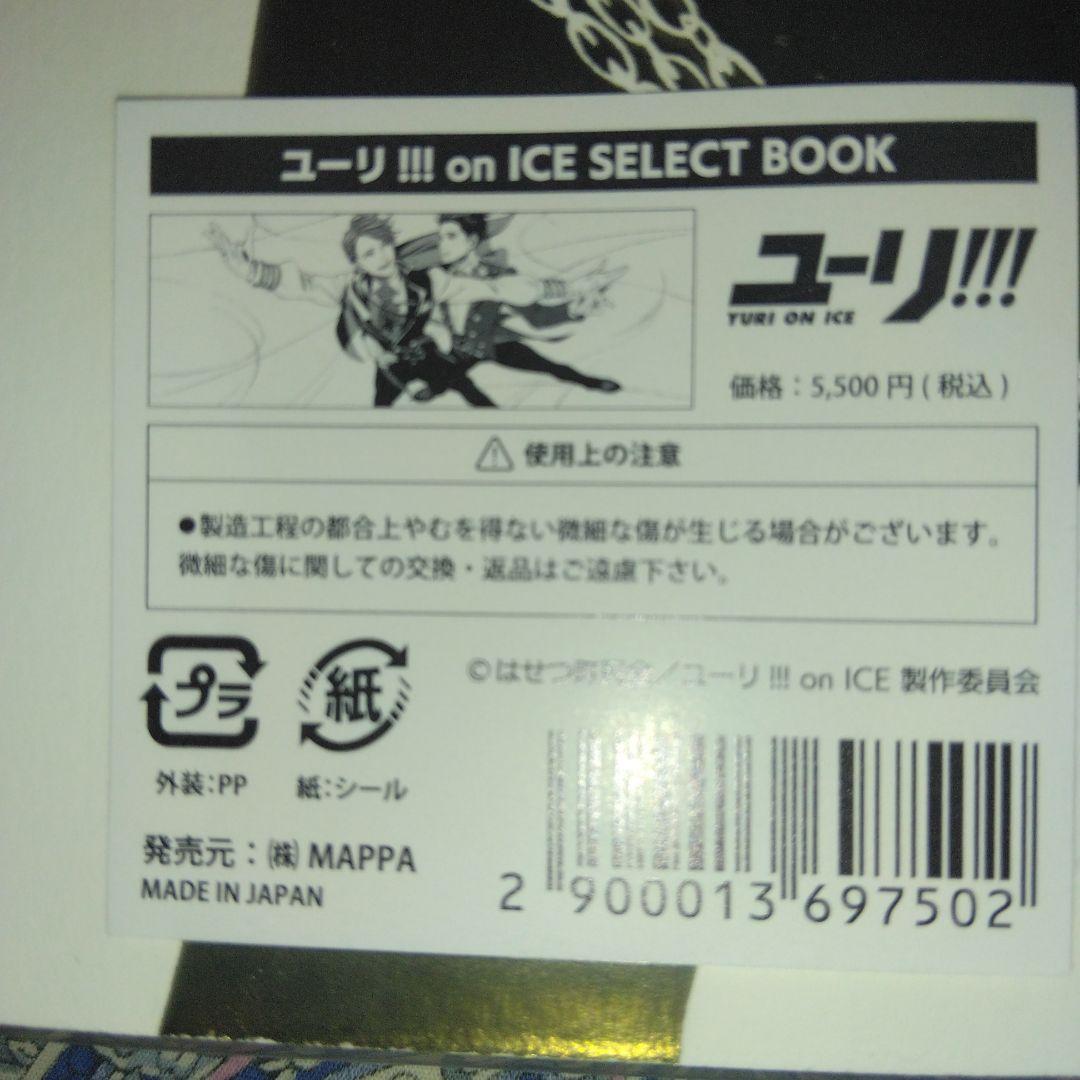 ユーリ!!! on ICE SELECT BOOK
ユーリ!!!
YURI ON ICE
価格：5,500円(税込)
使用上の注意
●製造工程の都合上やむを得ない微細な傷が生じる場合がございます。
微細な傷に関しての交換・返品はご遠慮下さい。
©はせつ町民会／ユーリ!!! on ICE 製作委員会
プラ
紙
外装:PP
紙:シール
発売元：㈱MAPPA
MADE IN JAPAN
2 900013 697502